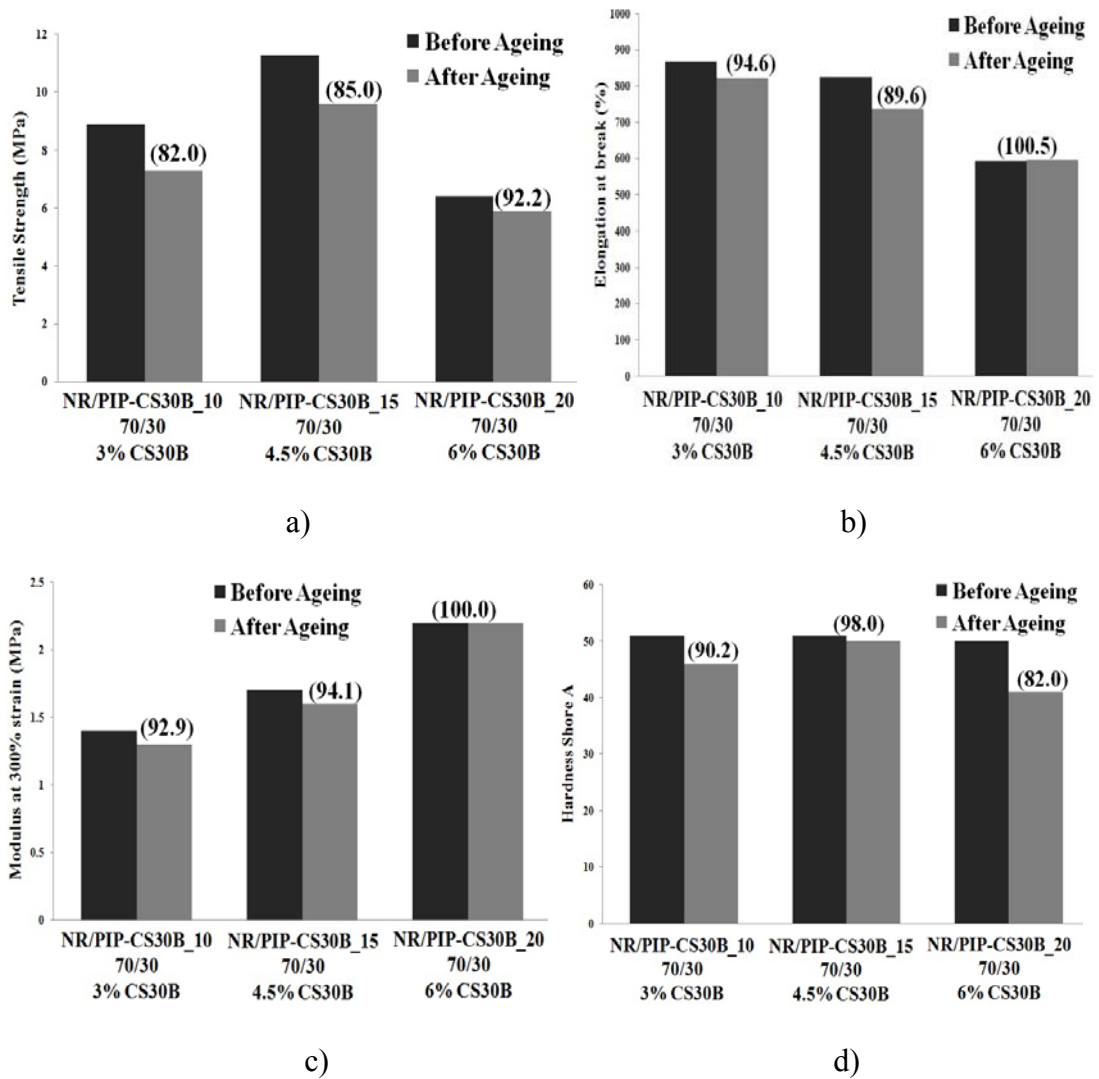 Tensile Strength (MPa)
12
10
8
6
4
2
0
Before Ageing
After Ageing
(82.0)
(85.0)
(92.2)
NR/PIP-CS30B_10
70/30
3% CS30B
NR/PIP-CS30B_15
70/30
4.5% CS30B
NR/PIP-CS30B_20
70/30
6% CS30B
a)
Elongation at break (%)
1000
900
800
700
600
500
400
300
200
100
0
Before Ageing
After Ageing
(94.6)
(89.6)
(100.5)
NR/PIP-CS30B_10
70/30
3% CS30B
NR/PIP-CS30B_15
70/30
4.5% CS30B
NR/PIP-CS30B_20
70/30
6% CS30B
b)
Modulus at 300% strain (MPa)
2.5
2
1.5
1
0.5
0
Before Ageing
After Ageing
(92.9)
(94.1)
(100.0)
NR/PIP-CS30B_10
70/30
3% CS30B
NR/PIP-CS30B_15
70/30
4.5% CS30B
NR/PIP-CS30B_20
70/30
6% CS30B
c)
Hardness Shore A
60
50
40
30
20
10
0
Before Ageing
After Ageing
(90.2)
(98.0)
(82.0)
NR/PIP-CS30B_10
70/30
3% CS30B
NR/PIP-CS30B_15
70/30
4.5% CS30B
NR/PIP-CS30B_20
70/30
6% CS30B
d)